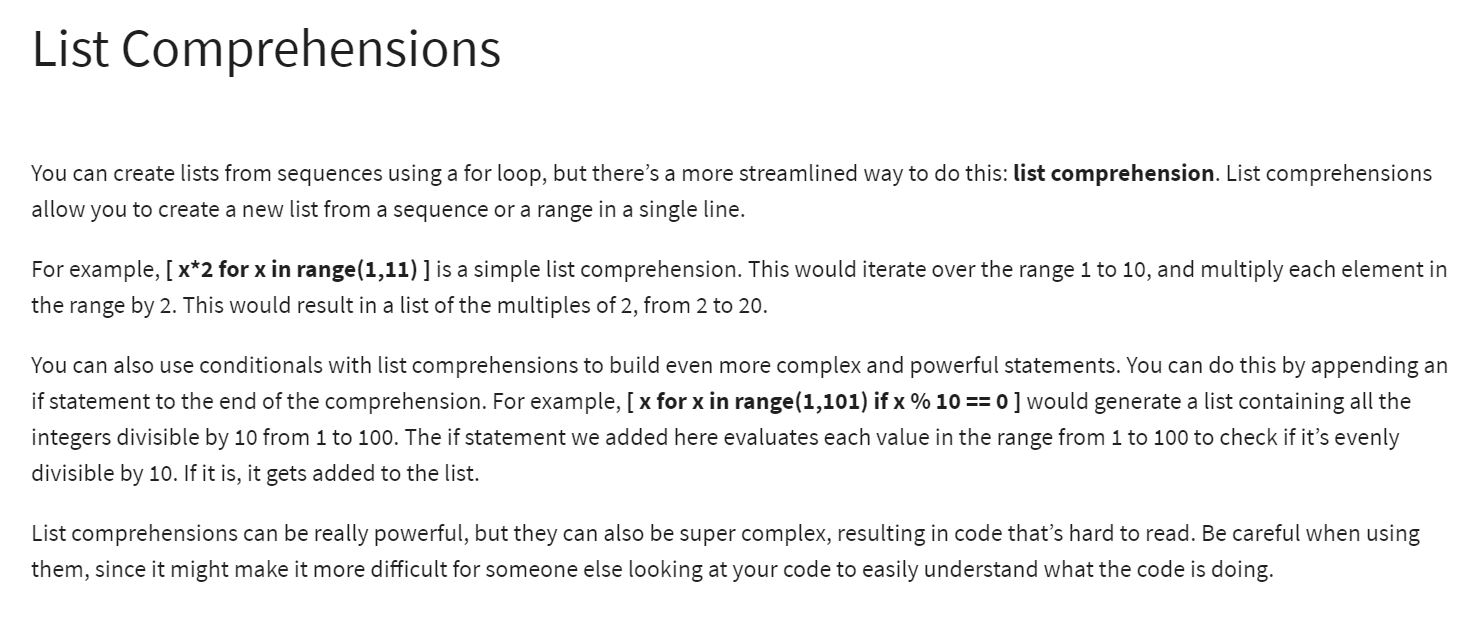 List Comprehensions
You can create lists from sequences using a for loop, but there’s a more streamlined way to do this: list comprehension. List comprehensions
allow you to create a new list from a sequence or a range in a single line.
For example, [ x*2 for x in range(1,11) ] is a simple list comprehension. This would iterate over the range 1 to 10, and multiply each element in
the range by 2. This would result in a list of the multiples of 2, from 2 to 20.
You can also use conditionals with list comprehensions to build even more complex and powerful statements. You can do this by appending an
if statement to the end of the comprehension. For example, [ x for x in range(1,101) if x % 10 == 0 ] would generate a list containing all the
integers divisible by 10 from 1 to 100. The if statement we added here evaluates each value in the range from 1 to 100 to check if it’s evenly
divisible by 10. If it is, it gets added to the list.
List comprehensions can be really powerful, but they can also be super complex, resulting in code that’s hard to read. Be careful when using
them, since it might make it more difficult for someone else looking at your code to easily understand what the code is doing.